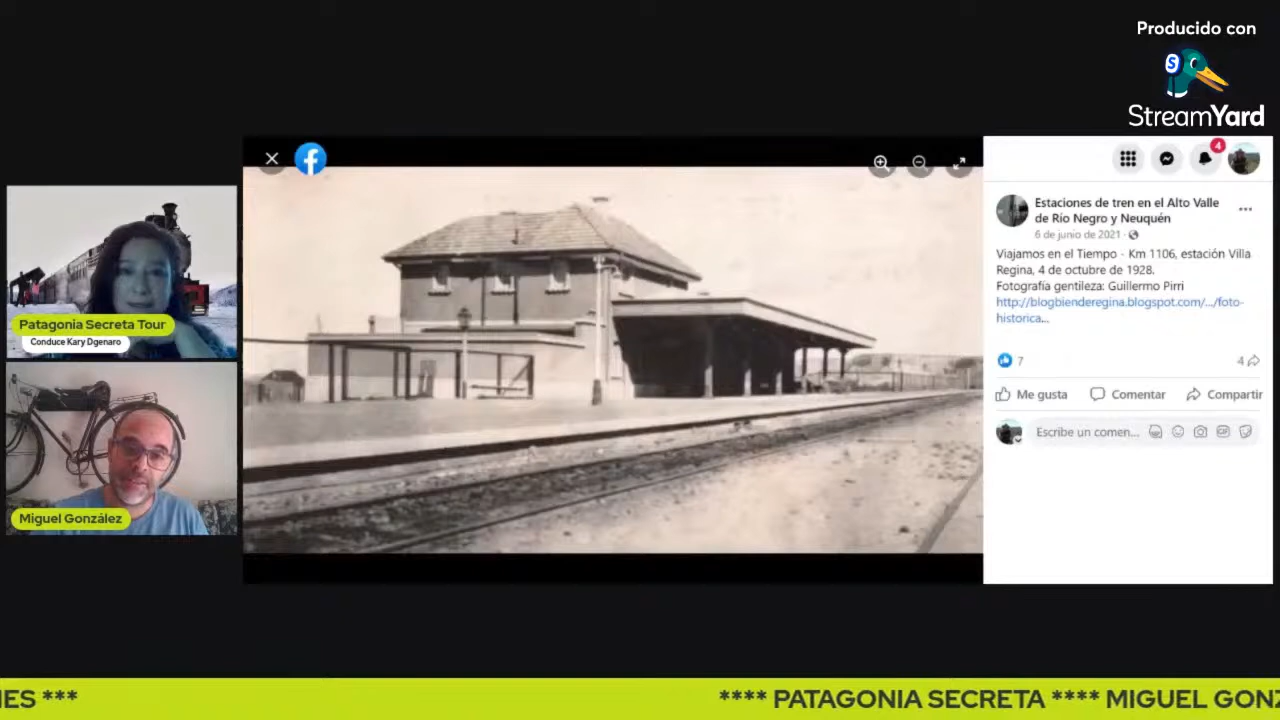 Producido con
StreamYard
4
Estaciones de tren en el Alto Valle
de Río Negro y Neuquén
6 de junio de 2021
Viajamos en el Tiempo - Km 1106, estación Villa
Regina, 4 de octubre de 1928.
Fotografía gentileza: Guillermo Pirri
http://blogbienderegina.blogspot.com/.../foto-
historica...
7
4
Me gusta
Comentar
Compartir
Escribe un comen...
GIF
Patagonia Secreta Tour
Conduce Kary Dgenaro
Miguel González
IES ***
**** PATAGONIA SECRETA **** MIGUEL GONZ